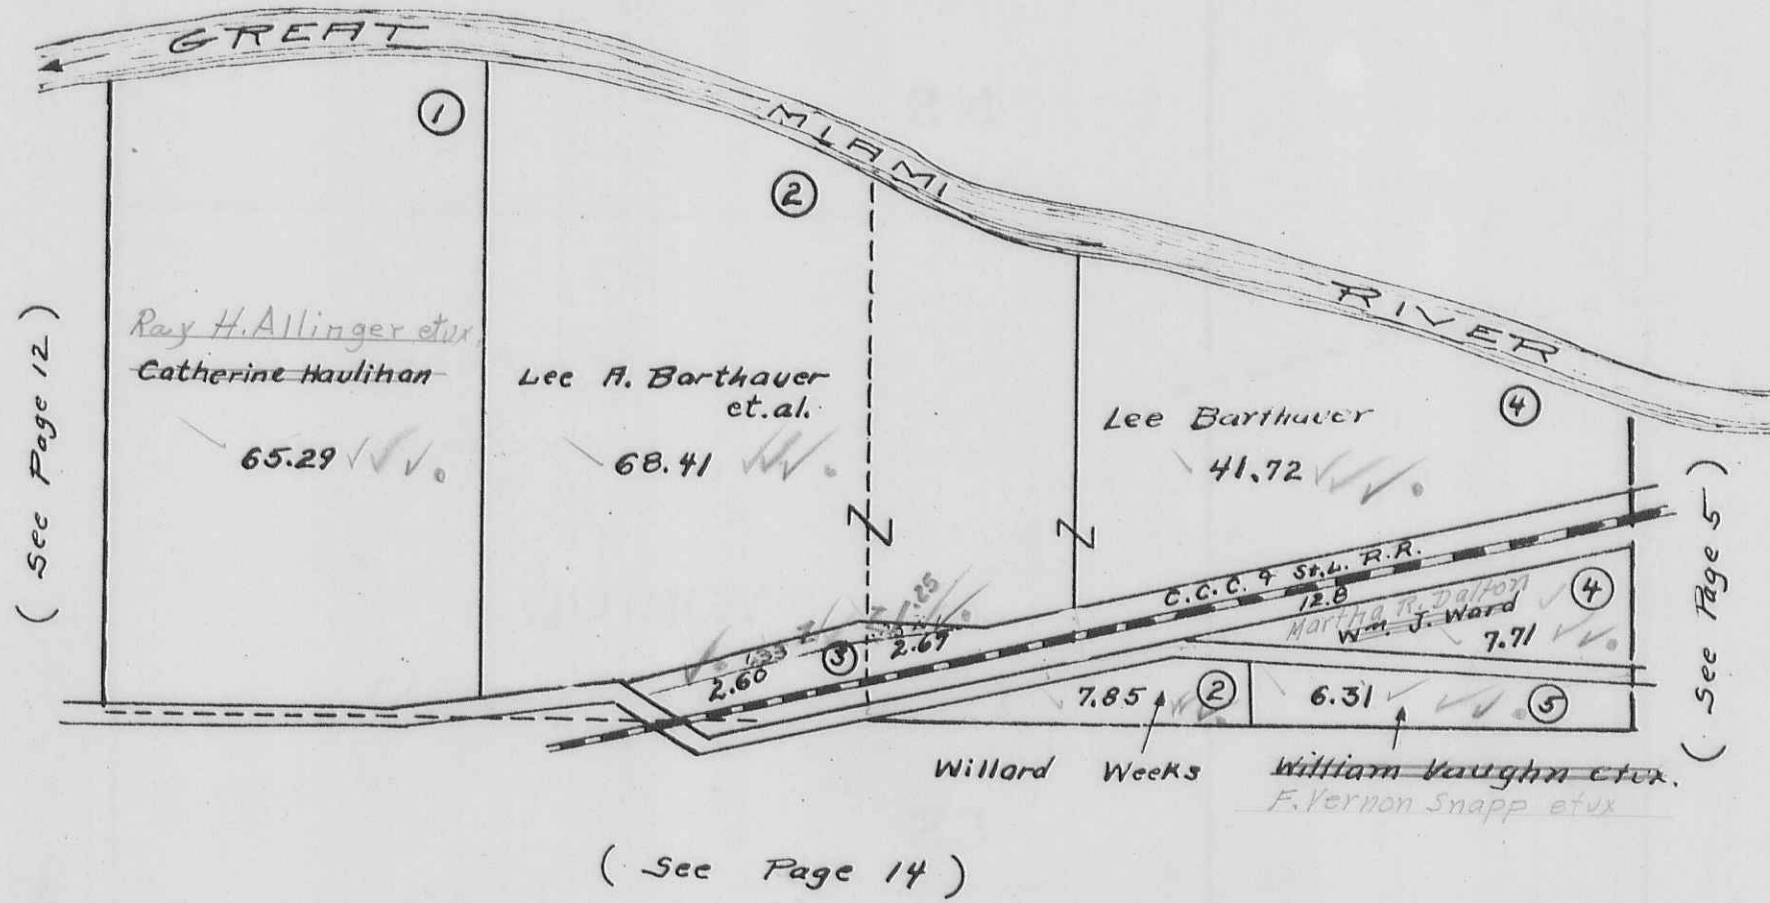 GREAT
MIAMI
RIVER
1
2
4
( See Page 12 )
Ray H. Allinger etux.
Catherine Haulihan
65.29
Lee A. Barthauer
et.al.
68.41
Lee Barthauer
41.72
( See Page 5 )
C.C.C. & St.L. R.R.
12.8
Martha R. Dalton
Wm. J. Ward
7.71
4
1.33
2.60
3
2.67
7.85
2
6.31
5
Willard Weeks
William Vaughn etux.
F. Vernon Snapp etux
( See Page 14 )